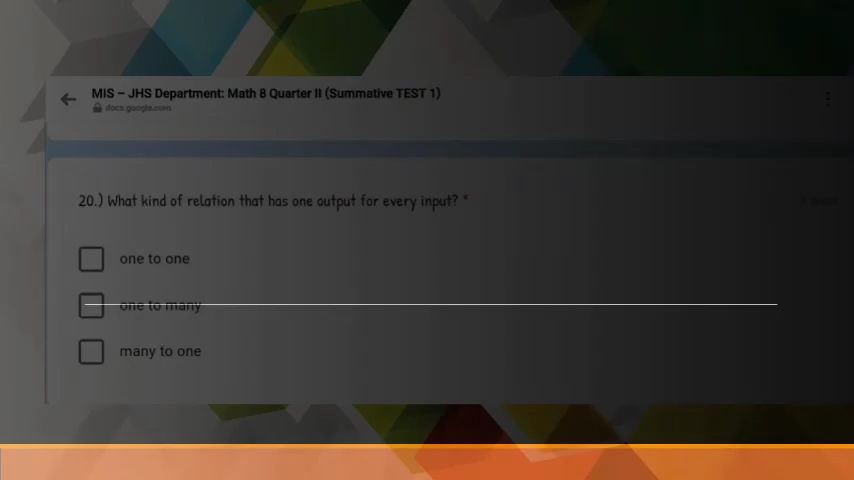 MIS – JHS Department: Math 8 Quarter II (Summative TEST 1)
docs.google.com
20.) What kind of relation that has one output for every input? *
one to one
one to many
many to one